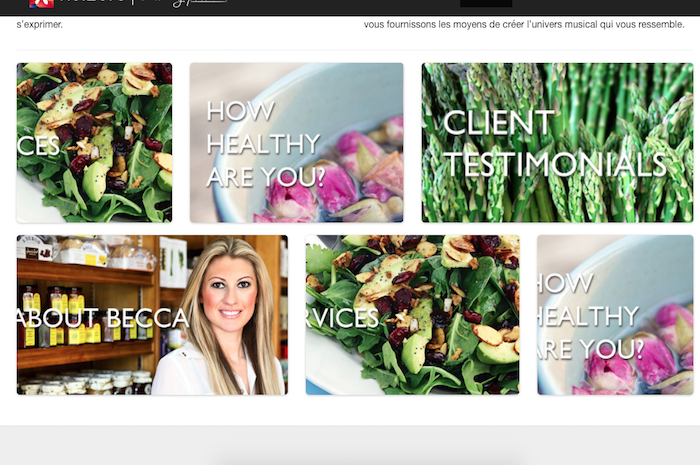 s'exprimer.
vous fournissons les moyens de créer l'univers musical qui vous ressemble.
CES
HOW
HEALTHY
ARE YOU?
CLIENT
TESTIMONIALS
ABOUT BECCA
RVICES
HOW
HEALTHY
ARE YOU?